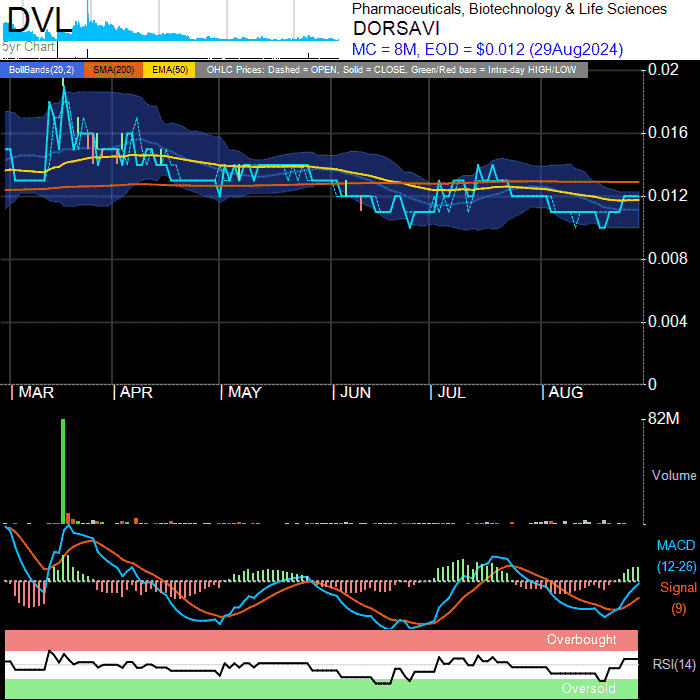 DVL
5yr Chart
Pharmaceuticals, Biotechnology & Life Sciences
DORSAVI
MC = 8M, EOD = $0.012 (29Aug2024)
BollBands(20,2) SMA(200) EMA(50) OHLC Prices: Dashed = OPEN, Solid = CLOSE, Green/Red bars = Intra-day HIGH/LOW
0.02
0.016
0.012
0.008
0.004
0
MAR APR MAY JUN JUL AUG
82M
Volume
MACD
(12-26)
Signal
(9)
Overbought
RSI(14)
Oversold